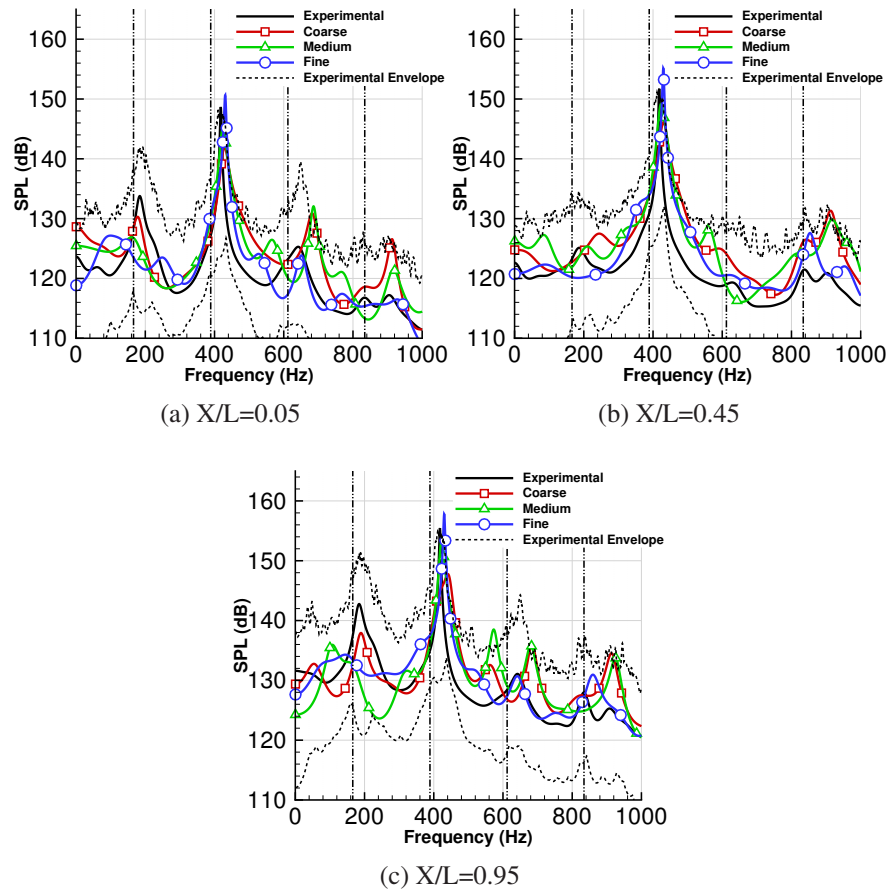 Experimental
Coarse
Medium
Fine
Experimental Envelope
SPL (dB)
160
150
140
130
120
110
0 200 400 600 800 1000
Frequency (Hz)
(a) X/L=0.05
Experimental
Coarse
Medium
Fine
Experimental Envelope
SPL (dB)
160
150
140
130
120
110
0 200 400 600 800 1000
Frequency (Hz)
(b) X/L=0.45
Experimental
Coarse
Medium
Fine
Experimental Envelope
SPL (dB)
160
150
140
130
120
110
0 200 400 600 800 1000
Frequency (Hz)
(c) X/L=0.95